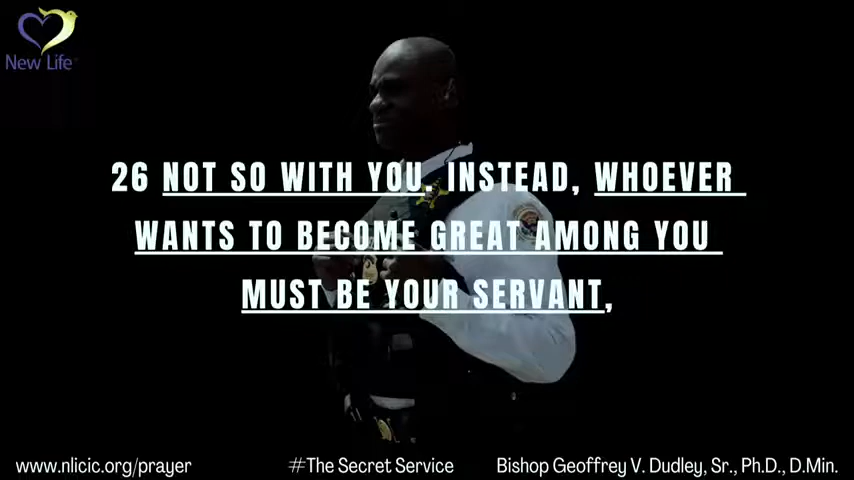 New Life
26 NOT SO WITH YOU. INSTEAD, WHOEVER
WANTS TO BECOME GREAT AMONG YOU
MUST BE YOUR SERVANT,
www.nlicic.org/prayer
#The Secret Service
Bishop Geoffrey V. Dudley, Sr., Ph.D., D.Min.